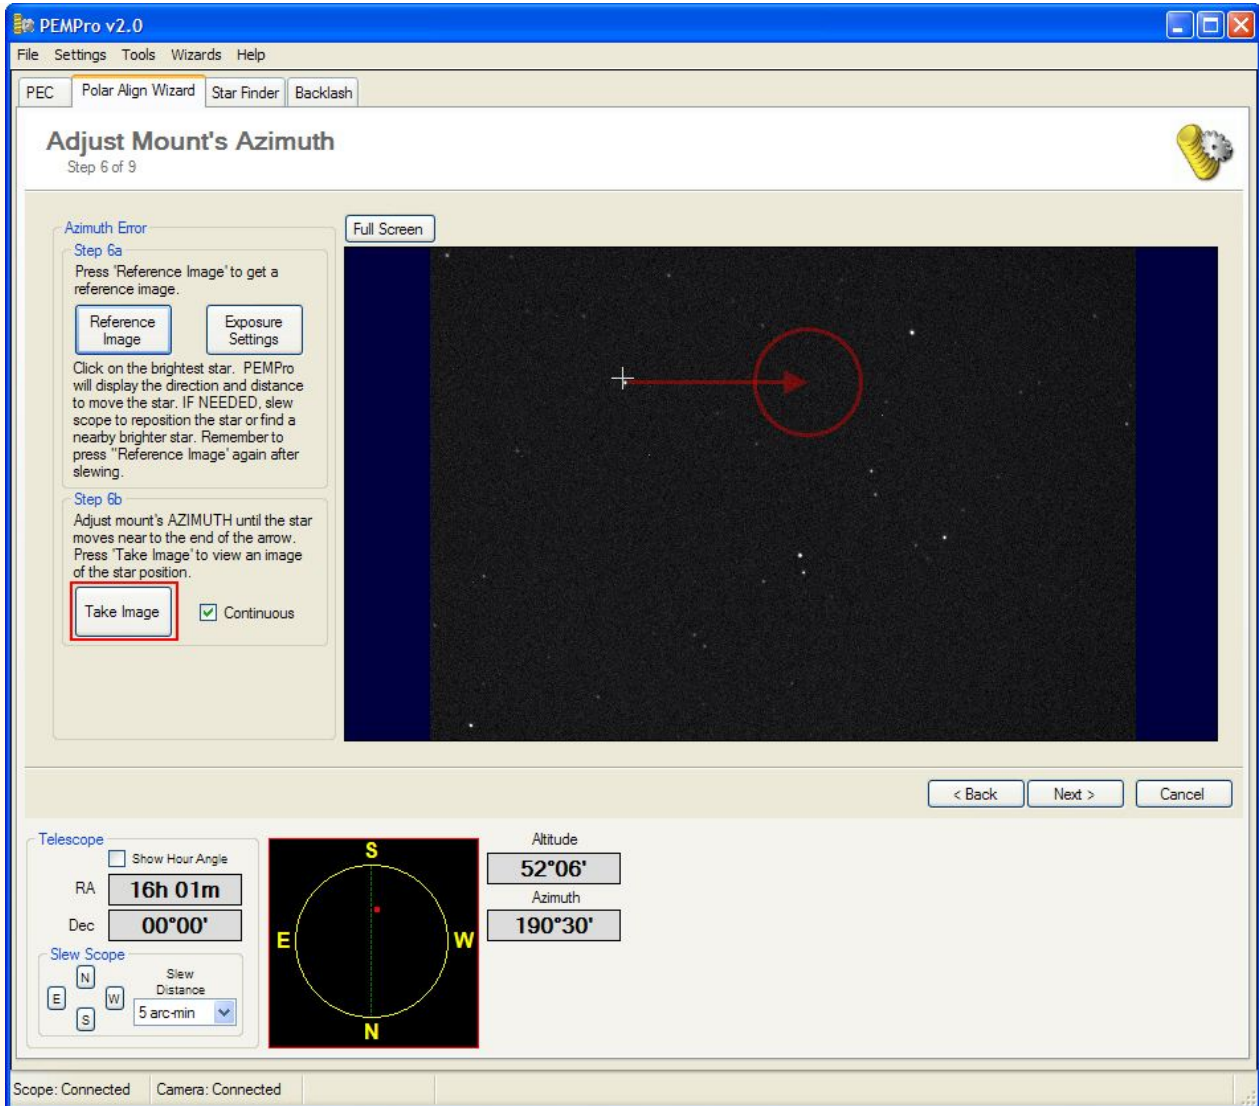 PEMPro v2.0
File Settings Tools Wizards Help
PEC Polar Align Wizard Star Finder Backlash
Adjust Mount's Azimuth
Step 6 of 9
Azimuth Error
Step 6a
Press 'Reference Image' to get a
reference image.
Reference
Image
Exposure
Settings
Click on the brightest star. PEMPro
will display the direction and distance
to move the star. IF NEEDED, slew
scope to reposition the star or find a
nearby brighter star. Remember to
press "Reference Image' again after
slewing.
Step 6b
Adjust mount's AZIMUTH until the star
moves near to the end of the arrow.
Press 'Take Image' to view an image
of the star position.
Take Image
Continuous
Full Screen
< Back Next > Cancel
Telescope
Show Hour Angle
RA 16h 01m
Dec 00°00'
Slew Scope
N
E W
S
Slew
Distance
5 arc-min
S
E W
N
Altitude
52°06'
Azimuth
190°30'
Scope: Connected Camera: Connected